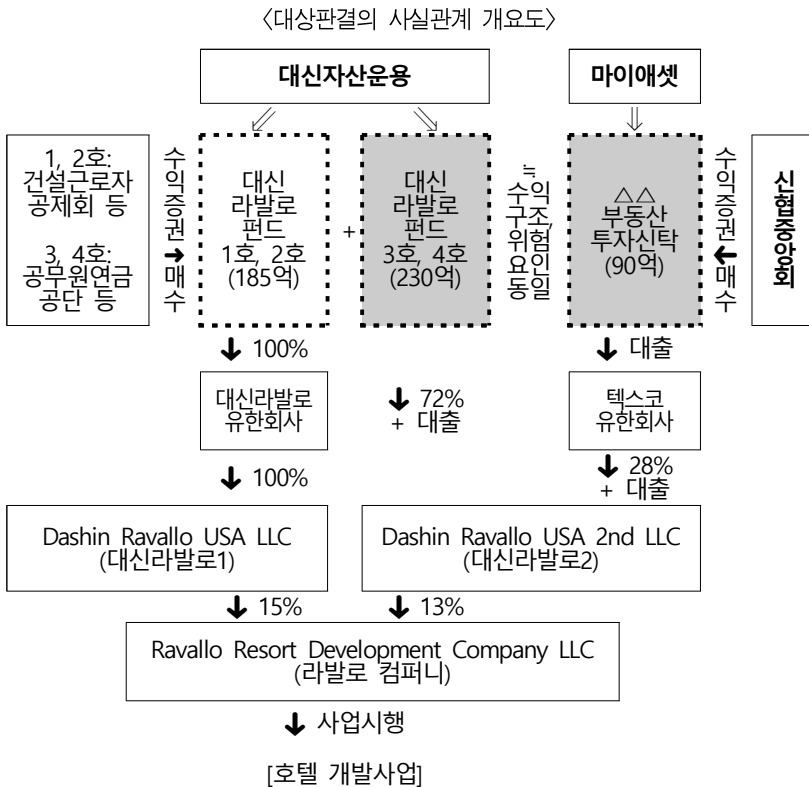 〈대상판결의 사실관계 개요도〉
대신자산운용
마이애셋
1, 2호:
건설근로자
공제회 등
3, 4호:
공무원연금
공단 등
수익증권
➔
매수
대신
라발로
펀드
1호, 2호
(185억)
+
대신
라발로
펀드
3호, 4호
(230억)
≒
수익
구조,
위험
요인
동일
△△
부동산
투자신탁
(90억)
수익증권
🡸
매수
신협중앙회
↓ 100%
↓ 대출
대신라발로
유한회사
↓ 72%
+ 대출
텍스코
유한회사
↓ 100%
↓ 28%
+ 대출
Dashin Ravallo USA LLC
(대신라발로1)
Dashin Ravallo USA 2nd LLC
(대신라발로2)
↓ 15%
↓ 13%
Ravallo Resort Development Company LLC
(라발로 컴퍼니)
↓ 사업시행
[호텔 개발사업]